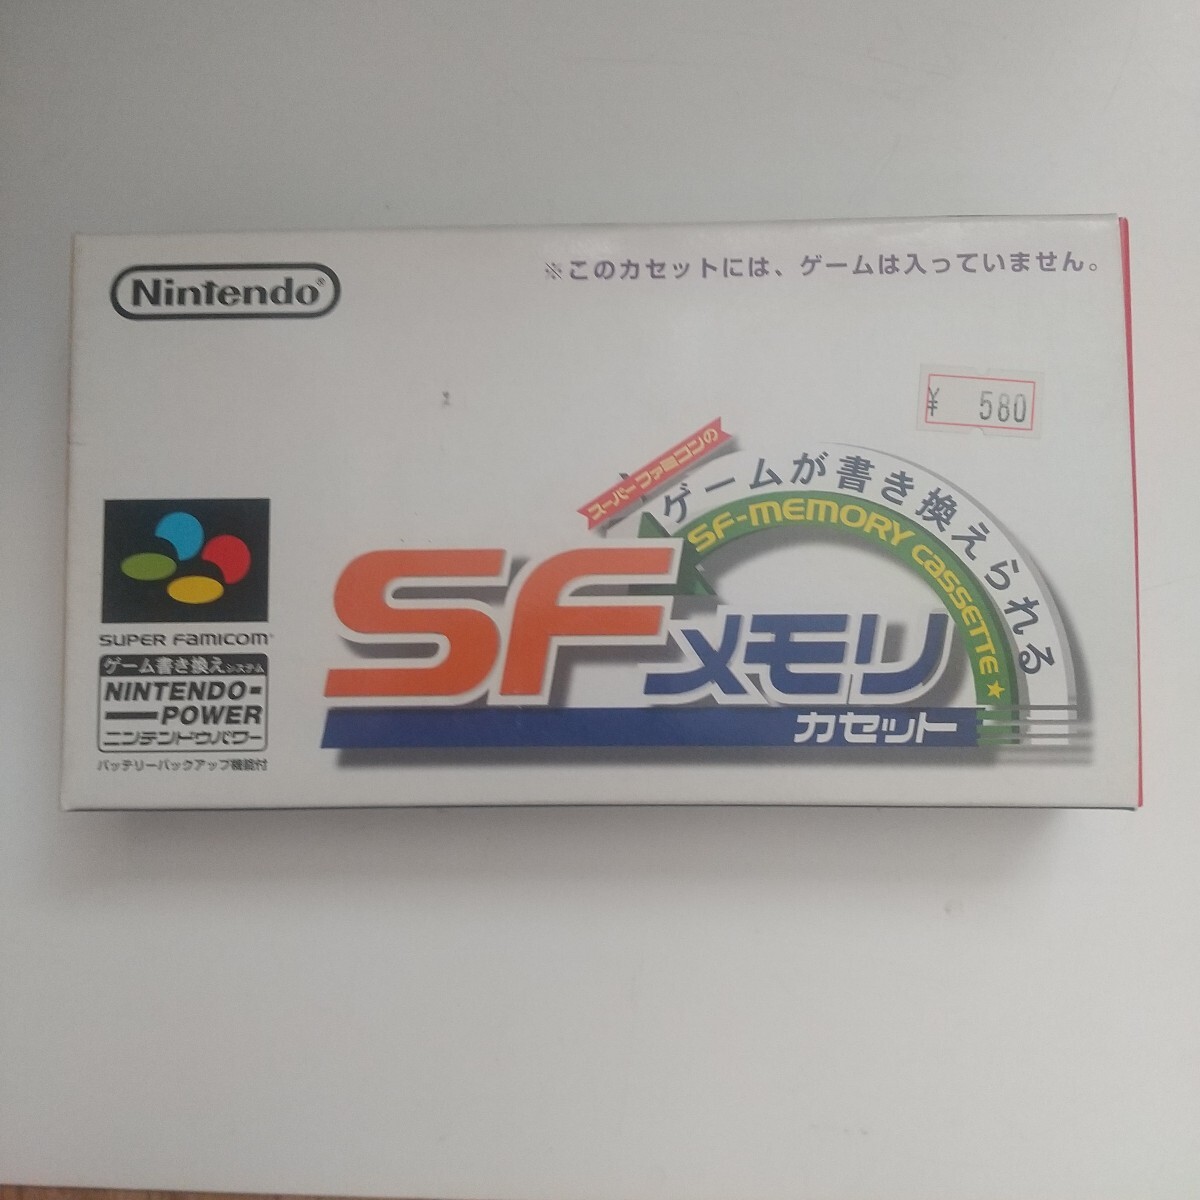 Nintendo®
※このカセットには、ゲームは入っていません。
¥ 580
スーパーファミコンの
ゲームが書き換えられる
SF-MEMORY CASSETTE★
SFメモリ
カセット
SUPER FAMICOM
ゲーム書き換えシステム
NINTENDO-
POWER
ニンテンドウパワー
バッテリーバックアップ機能付